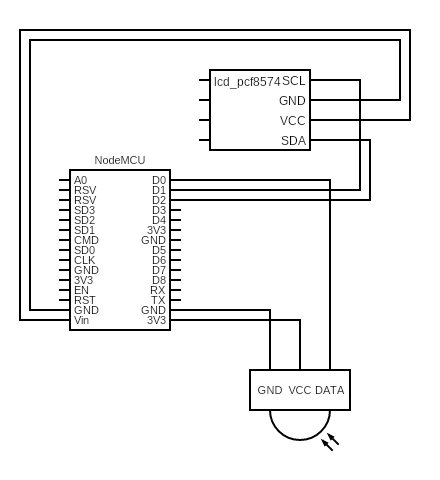 lcd_pcf8574 SCL
GND
VCC
SDA
NodeMCU
A0 D0
RSV D1
RSV D2
SD3 D3
SD2 D4
SD1 3V3
CMD GND
SD0 D5
CLK D6
GND D7
3V3 D8
EN RX
RST TX
GND GND
Vin 3V3
GND VCC DATA